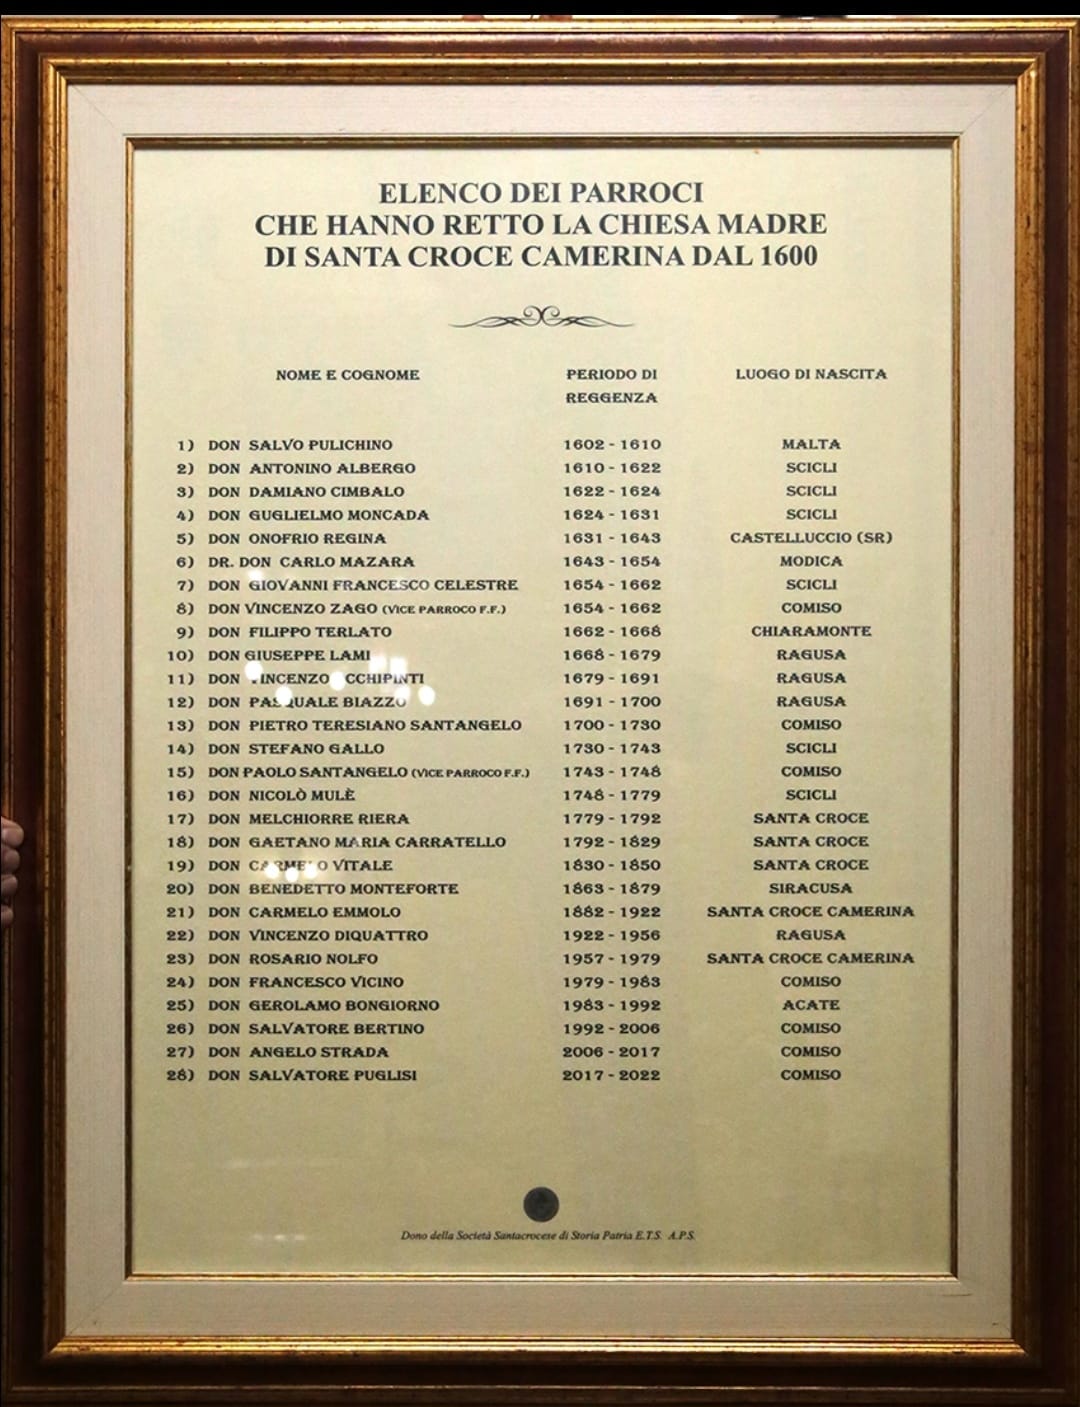 ELENCO DEI PARROCI
CHE HANNO RETTO LA CHIESA MADRE
DI SANTA CROCE CAMERINA DAL 1600
NOME E COGNOME PERIODO DI REGGENZA LUOGO DI NASCITA
1) DON SALVO PULICHINO 1602 - 1610 MALTA
2) DON ANTONINO ALBERGO 1610 - 1622 SCICLI
3) DON DAMIANO CIMBALO 1622 - 1624 SCICLI
4) DON GUGLIELMO MONCADA 1624 - 1631 SCICLI
5) DON ONOFRIO REGINA 1631 - 1643 CASTELLUCCIO (SR)
6) DR. DON CARLO MAZARA 1643 - 1654 MODICA
7) DON GIOVANNI FRANCESCO CELESTRE 1654 - 1662 SCICLI
8) DON VINCENZO ZAGO (VICE PARROCO F.F.) 1654 - 1662 COMISO
9) DON FILIPPO TERLATO 1662 - 1668 CHIARAMONTE
10) DON GIUSEPPE LAMI 1668 - 1679 RAGUSA
11) DON VINCENZO OCCHIPINTI 1679 - 1691 RAGUSA
12) DON PASQUALE BIAZZO 1691 - 1700 RAGUSA
13) DON PIETRO TERESIANO SANTANGELO 1700 - 1730 COMISO
14) DON STEFANO GALLO 1730 - 1743 SCICLI
15) DON PAOLO SANTANGELO (VICE PARROCO F.F.) 1743 - 1748 COMISO
16) DON NICOLÒ MULÈ 1748 - 1779 SCICLI
17) DON MELCHIORRE RIERA 1779 - 1792 SANTA CROCE
18) DON GAETANO MARIA CARRATELLO 1792 - 1829 SANTA CROCE
19) DON CARMELO VITALE 1830 - 1850 SANTA CROCE
20) DON BENEDETTO MONTEFORTE 1863 - 1879 SIRACUSA
21) DON CARMELO EMMOLO 1882 - 1922 SANTA CROCE CAMERINA
22) DON VINCENZO DIQUATTRO 1922 - 1956 RAGUSA
23) DON ROSARIO NOLFO 1957 - 1979 SANTA CROCE CAMERINA
24) DON FRANCESCO VICINO 1979 - 1983 COMISO
25) DON GEROLAMO BONGIORNO 1983 - 1992 ACATE
26) DON SALVATORE BERTINO 1992 - 2006 COMISO
27) DON ANGELO STRADA 2006 - 2017 COMISO
28) DON SALVATORE PUGLISI 2017 - 2022 COMISO
Dono della Società Santacrocese di Storia Patria E.T.S. A.P.S.